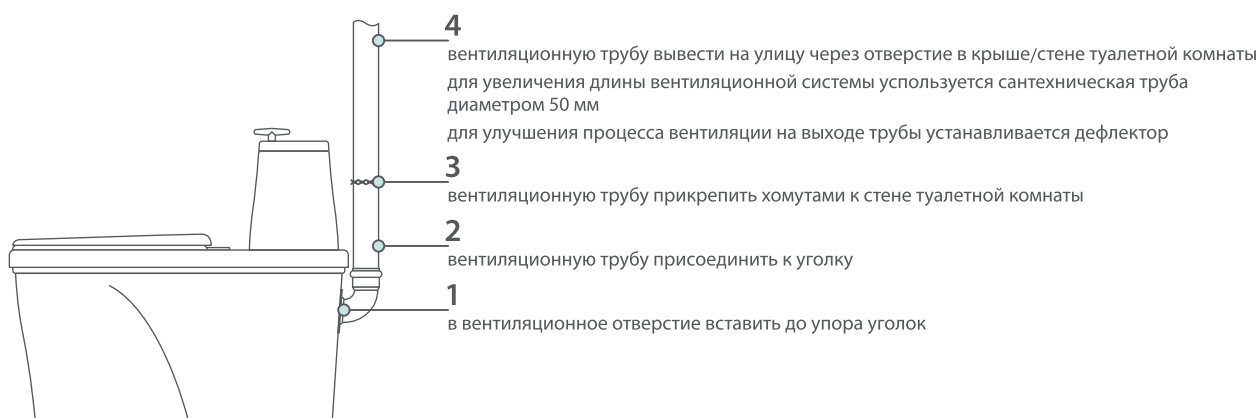 4
вентиляционную трубу вывести на улицу через отверстие в крыше/стене туалетной комнаты
для увеличения длины вентиляционной системы успользуется сантехническая труба
диаметром 50 мм
для улучшения процесса вентиляции на выходе трубы устанавливается дефлектор
3
вентиляционную трубу прикрепить хомутами к стене туалетной комнаты
2
вентиляционную трубу присоединить к уголку
1
в вентиляционное отверстие вставить до упора уголок